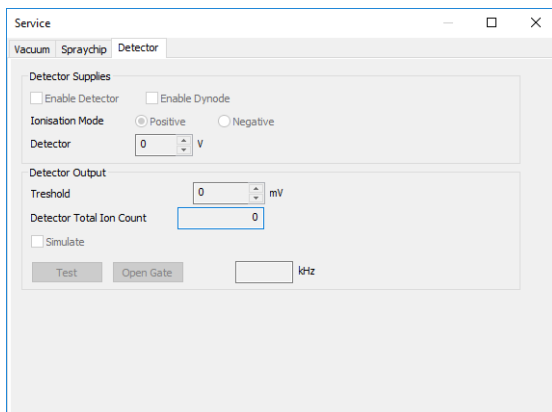 Service
Vacuum Spraychip Detector
Detector Supplies
Enable Detector Enable Dynode
Ionisation Mode Positive Negative
Detector 0 V
Detector Output
Treshold 0 mV
Detector Total Ion Count 0
Simulate
Test Open Gate kHz